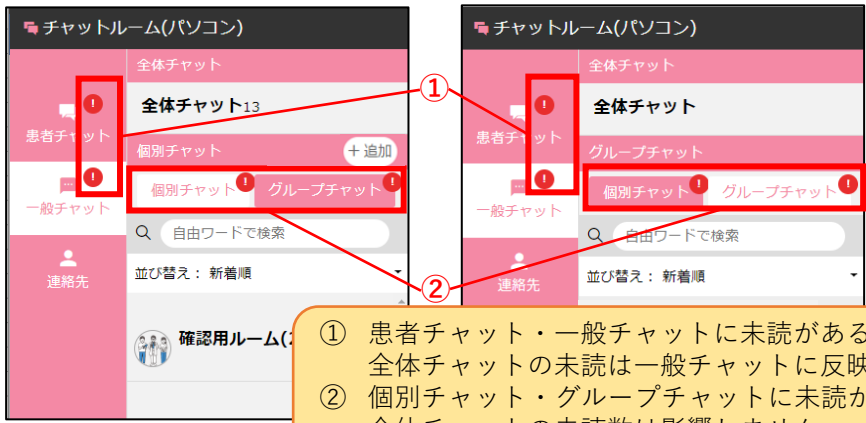 チャットルーム(パソコン)
全体チャット
全体チャット13
患者チャット
個別チャット
+ 追加
一般チャット
個別チャット ! グループチャット !
自由ワードで検索
連絡先
並び替え： 新着順
確認用ルーム(
チャットルーム(パソコン)
全体チャット
全体チャット
患者チャット
グループチャット
一般チャット
個別チャット ! グループチャット !
自由ワードで検索
連絡先
並び替え： 新着順
①
②
① 患者チャット・一般チャットに未読がある
全体チャットの未読は一般チャットに反映
② 個別チャット・グループチャットに未読が